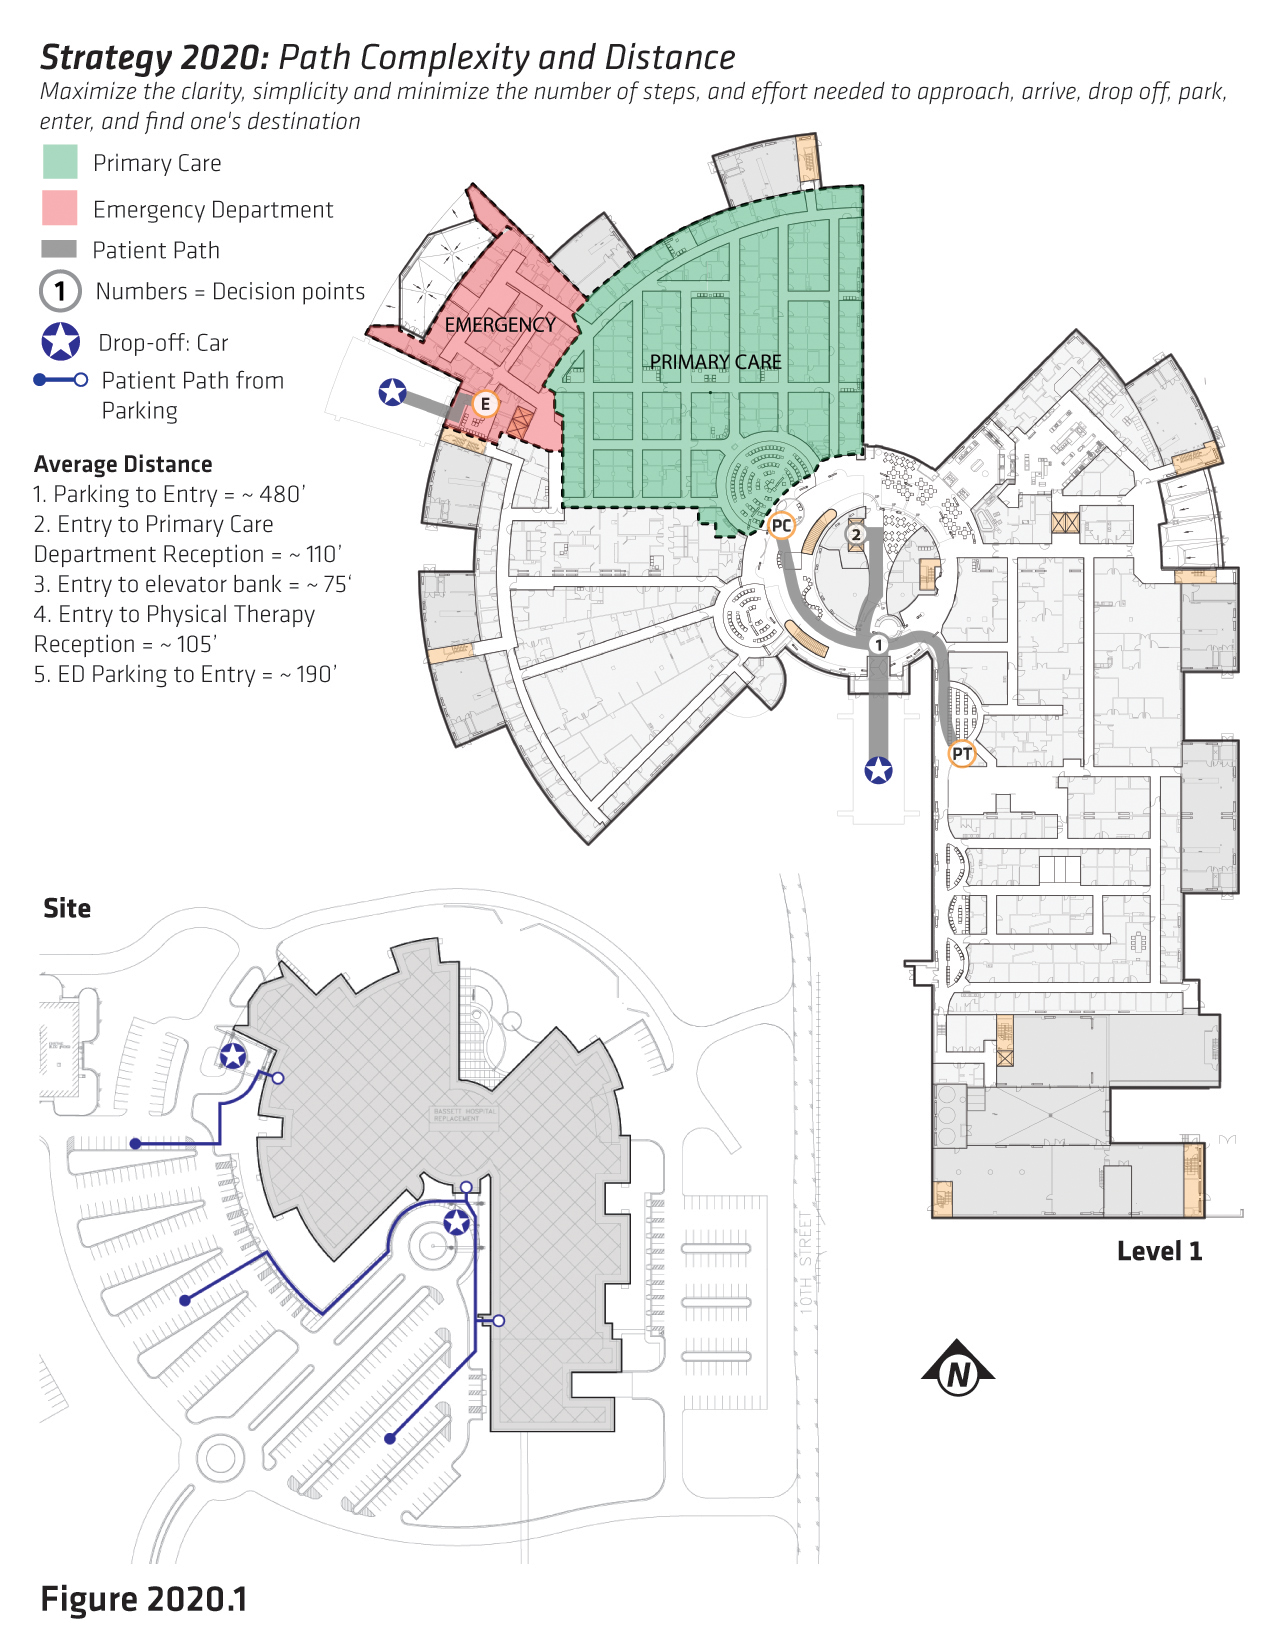 Strategy 2020: Path Complexity and Distance
Maximize the clarity, simplicity and minimize the number of steps, and effort needed to approach, arrive, drop off, park,
enter, and find one's destination
Primary Care
Emergency Department
Patient Path
1 Numbers = Decision points
Drop-off: Car
Patient Path from
Parking
Average Distance
1. Parking to Entry = ~ 480’
2. Entry to Primary Care
Department Reception = ~ 110’
3. Entry to elevator bank = ~ 75‘
4. Entry to Physical Therapy
Reception = ~ 105’
5. ED Parking to Entry = ~ 190’
EMERGENCY
PRIMARY CARE
E
PC
2
1
PT
Level 1
Site
BASSETT HOSPITAL
REPLACEMENT
10TH STREET
N
Figure 2020.1